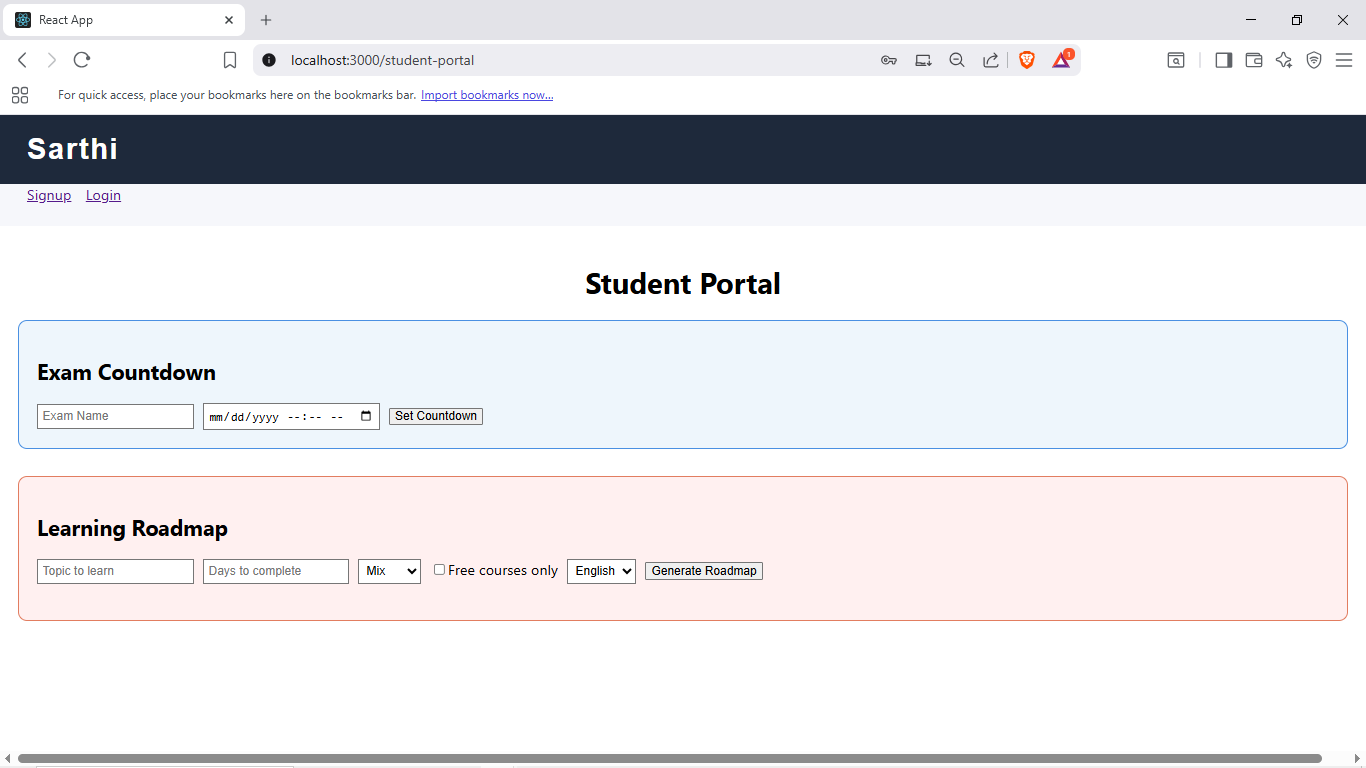 React App
localhost:3000/student-portal
1
For quick access, place your bookmarks here on the bookmarks bar. Import bookmarks now...
Sarthi
Signup Login
Student Portal
Exam Countdown
Exam Name mm/dd/yyyy --:-- -- Set Countdown
Learning Roadmap
Topic to learn Days to complete Mix Free courses only English Generate Roadmap